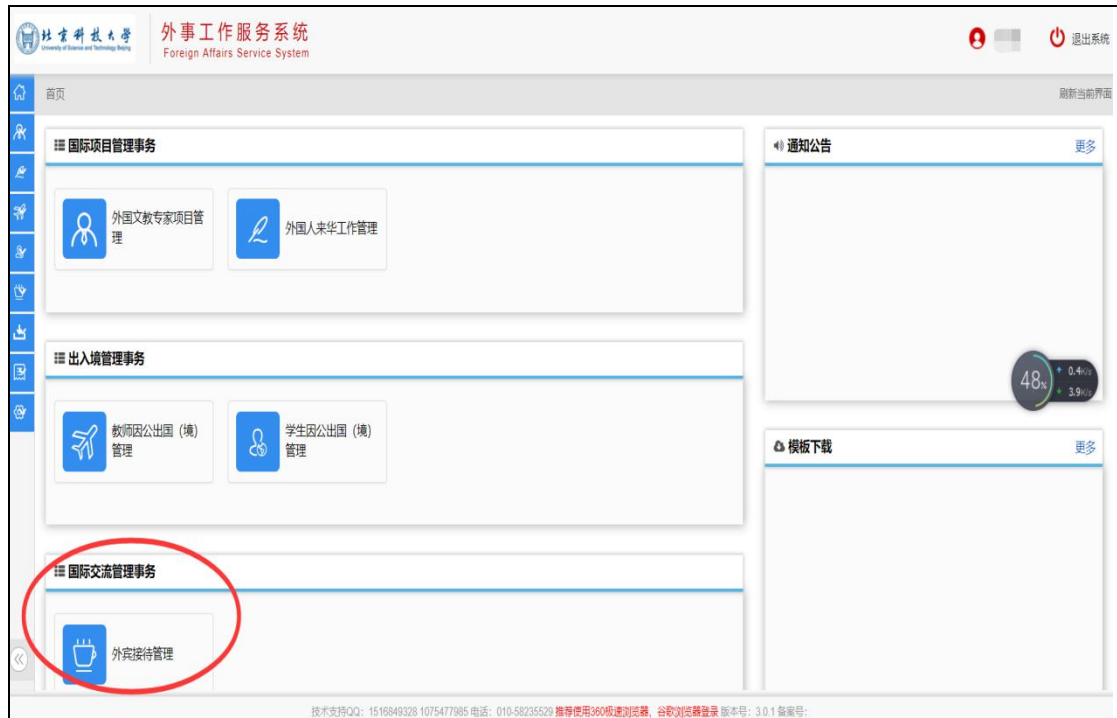 北京科技大学
University of Science and Technology Beijing
外事工作服务系统
Foreign Affairs Service System
退出系统
首页
刷新当前界面
国际项目管理事务
外国文教专家项目管
理
外国人来华工作管理
通知公告
更多
出入境管理事务
教师因公出国（境）
管理
学生因公出国（境）
管理
48%
0.4K/s
3.9K/s
模板下载
更多
国际交流管理事务
外宾接待管理
技术支持QQ：1516849328 1075477985 电话：010-58235529 推荐使用360极速浏览器、谷歌浏览器登录 版本号：3.0.1 备案号：